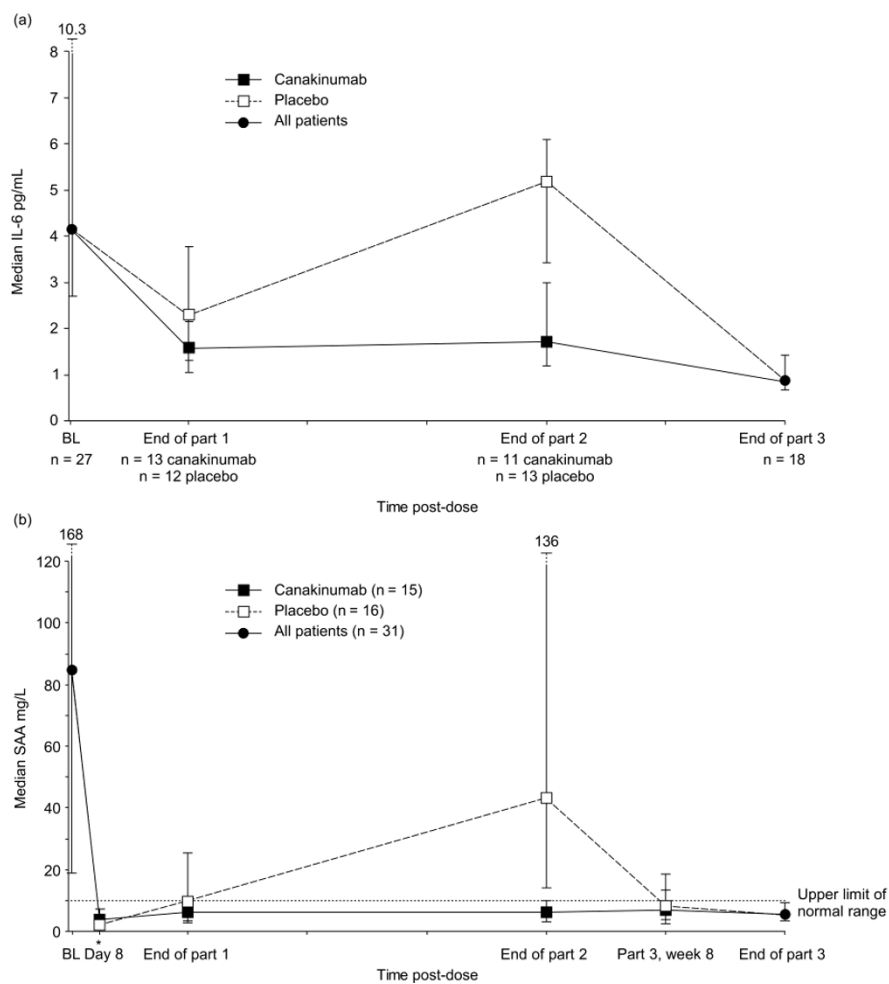 (a)
10.3
8
7
6
5
4
3
2
1
0
Median IL-6 pg/mL
Canakinumab
Placebo
All patients
BL End of part 1 End of part 2 End of part 3
n = 27 n = 13 canakinumab n = 11 canakinumab n = 18
n = 12 placebo n = 13 placebo
Time post-dose
(b)
168 136
120
100
80
60
40
20
10
0
Median SAA mg/L
Canakinumab (n = 15)
Placebo (n = 16)
All patients (n = 31)
Upper limit of
normal range
*
BL Day 8 End of part 1 End of part 2 Part 3, week 8 End of part 3
Time post-dose